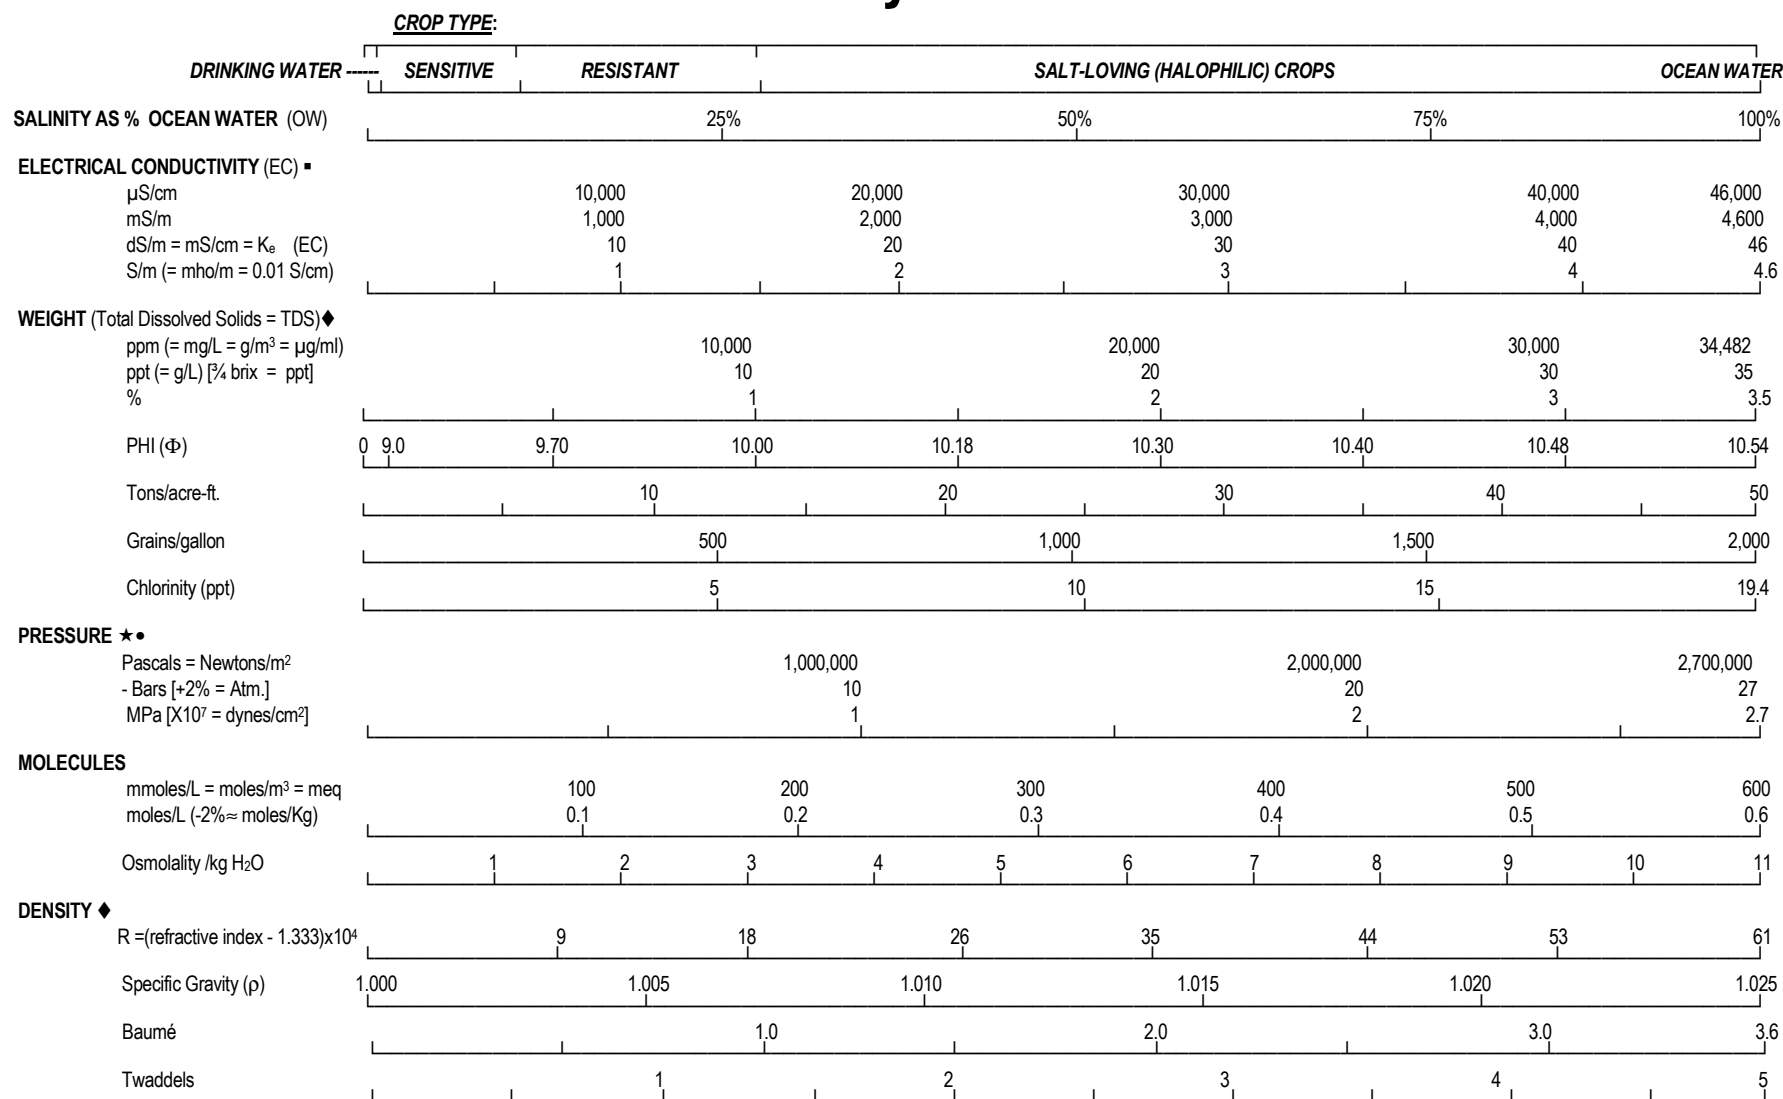 CROP TYPE:
DRINKING WATER ------ SENSITIVE RESISTANT SALT-LOVING (HALOPHILIC) CROPS OCEAN WATER
SALINITY AS % OCEAN WATER (OW) 25% 50% 75% 100%
ELECTRICAL CONDUCTIVITY (EC) ▪
µS/cm 10,000 20,000 30,000 40,000 46,000
mS/m 1,000 2,000 3,000 4,000 4,600
dS/m = mS/cm = Kₑ (EC) 10 20 30 40 46
S/m (= mho/m = 0.01 S/cm) 1 2 3 4 4.6
WEIGHT (Total Dissolved Solids = TDS)♦
ppm (= mg/L = g/m³ = µg/ml) 10,000 20,000 30,000 34,482
ppt (= g/L) [¾ brix = ppt] 10 20 30 35
% 1 2 3 3.5
PHI (Φ) 0 9.0 9.70 10.00 10.18 10.30 10.40 10.48 10.54
Tons/acre-ft. 10 20 30 40 50
Grains/gallon 500 1,000 1,500 2,000
Chlorinity (ppt) 5 10 15 19.4
PRESSURE ★●
Pascals = Newtons/m² 1,000,000 2,000,000 2,700,000
- Bars [+2% = Atm.] 10 20 27
MPa [X10⁷ = dynes/cm²] 1 2 2.7
MOLECULES
mmoles/L = moles/m³ = meq 100 200 300 400 500 600
moles/L (-2%≈ moles/Kg) 0.1 0.2 0.3 0.4 0.5 0.6
Osmolality /kg H₂O 1 2 3 4 5 6 7 8 9 10 11
DENSITY ♦
R =(refractive index - 1.333)x10⁴ 9 18 26 35 44 53 61
Specific Gravity (ρ) 1.000 1.005 1.010 1.015 1.020 1.025
Baumé 1.0 2.0 3.0 3.6
Twaddels 1 2 3 4 5